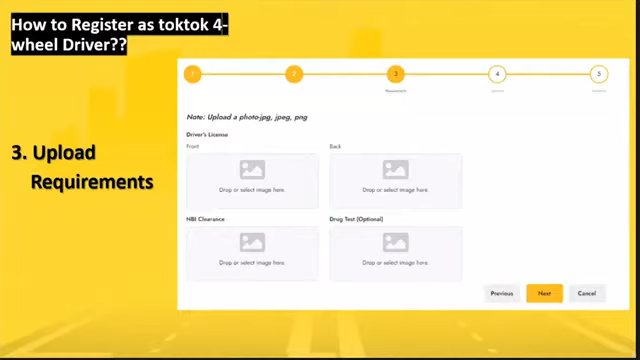 How to Register as toktok 4-
wheel Driver??
1 2 3 4 5
Requirements
Note: Upload a photo-jpg, jpeg, png
Driver's License
Front Back
Drop or select image here. Drop or select image here.
NBI Clearance Drug Test (Optional)
Drop or select image here. Drop or select image here.
Previous Next Cancel
3. Upload
Requirements